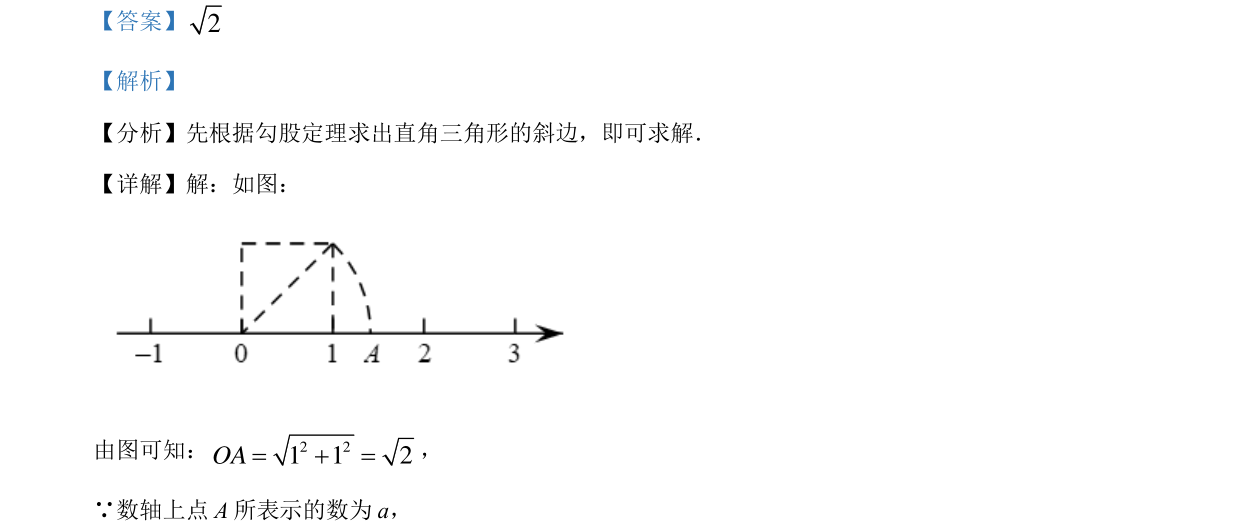 【答案】√2
【解析】
【分析】先根据勾股定理求出直角三角形的斜边，即可求解．
【详解】解：如图：
−1 0 1 A 2 3
由图可知：OA＝√(1²＋1²)＝√2，
∵数轴上点 A 所表示的数为 a，